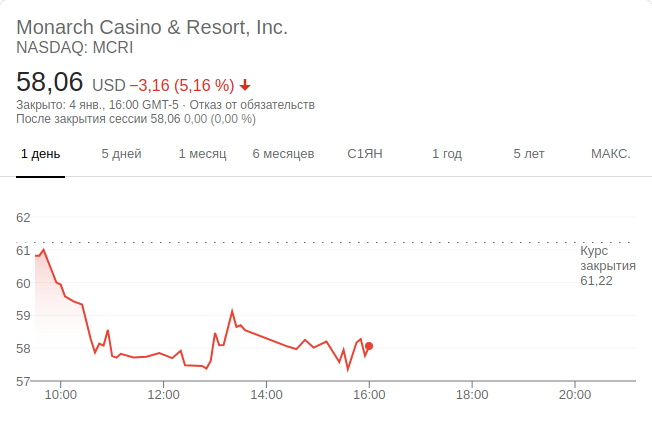 Monarch Casino & Resort, Inc.
NASDAQ: MCRI
58,06 USD −3,16 (5,16 %)
Закрыто: 4 янв., 16:00 GMT-5 · Отказ от обязательств
После закрытия сессии 58,06 0,00 (0,00 %)
1 день 5 дней 1 месяц 6 месяцев С1ЯН 1 год 5 лет МАКС.
62
61
Курс
закрытия
61,22
60
59
58
57
10:00 12:00 14:00 16:00 18:00 20:00